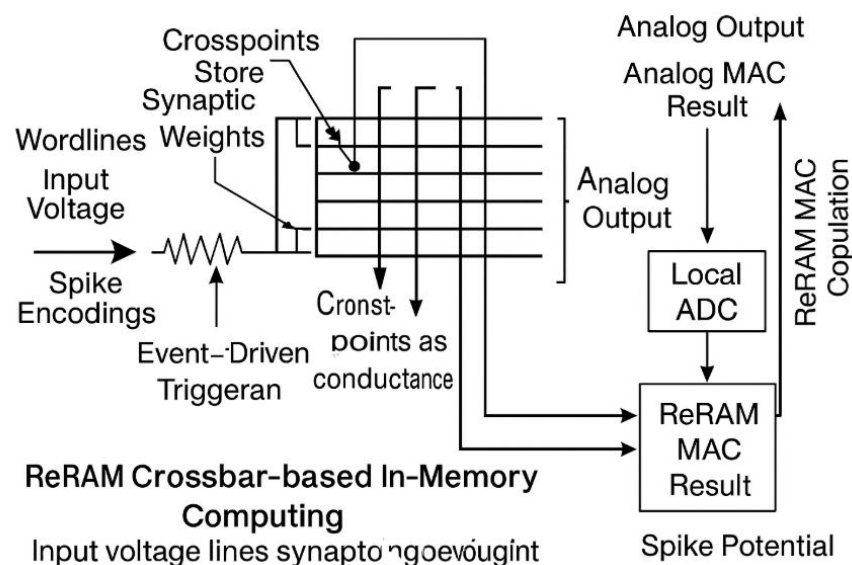 Crosspoints
Store
Synaptic
Weights
Wordlines
Input
Voltage
Spike
Encodings
Event-Driven
Triggeran
Cronst-
points as
conductance
Analog
Output
Analog Output
Analog MAC
Result
Local
ADC
ReRAM MAC
Copulation
ReRAM
MAC
Result
Spike Potential
ReRAM Crossbar-based In-Memory
Computing
Input voltage lines